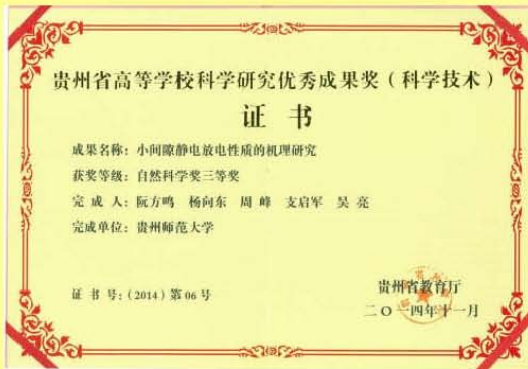 贵州省高等学校科学研究优秀成果奖（科学技术）
证书
成果名称：小间隙静电放电性质的机理研究
获奖等级：自然科学奖三等奖
完成人：阮方鸣 杨向东 周峰 支启军 吴亮
完成单位：贵州师范大学
证书号：（2014）第06号
贵州省教育厅
二〇一四年十一月